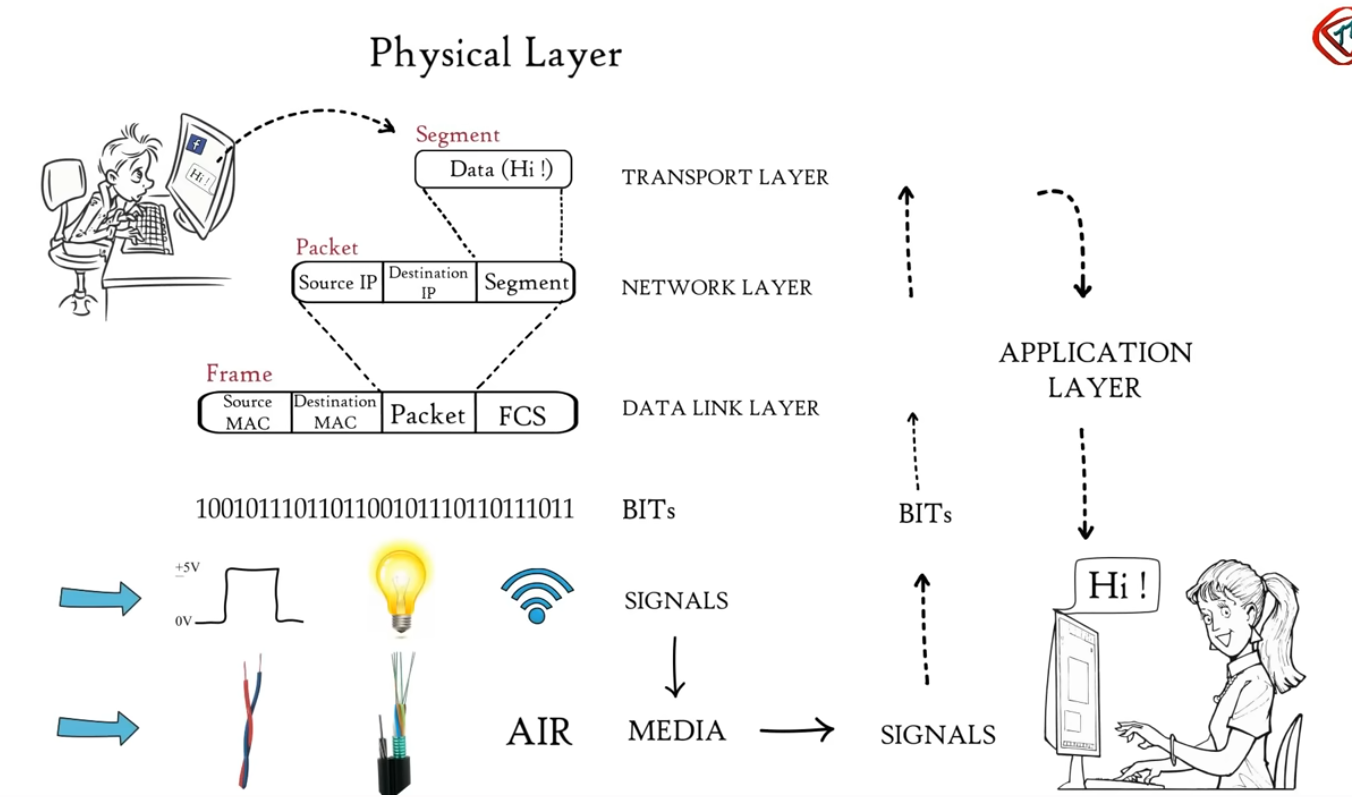 Physical Layer
Segment
Data (Hi !)
TRANSPORT LAYER
f
Hi !
Packet
Source IP
Destination
IP
Segment
NETWORK LAYER
APPLICATION
LAYER
Frame
Source
MAC
Destination
MAC
Packet
FCS
DATA LINK LAYER
1001011101101100101110110111011
BITs
BITs
+5V
0V
SIGNALS
Hi !
AIR
MEDIA
SIGNALS